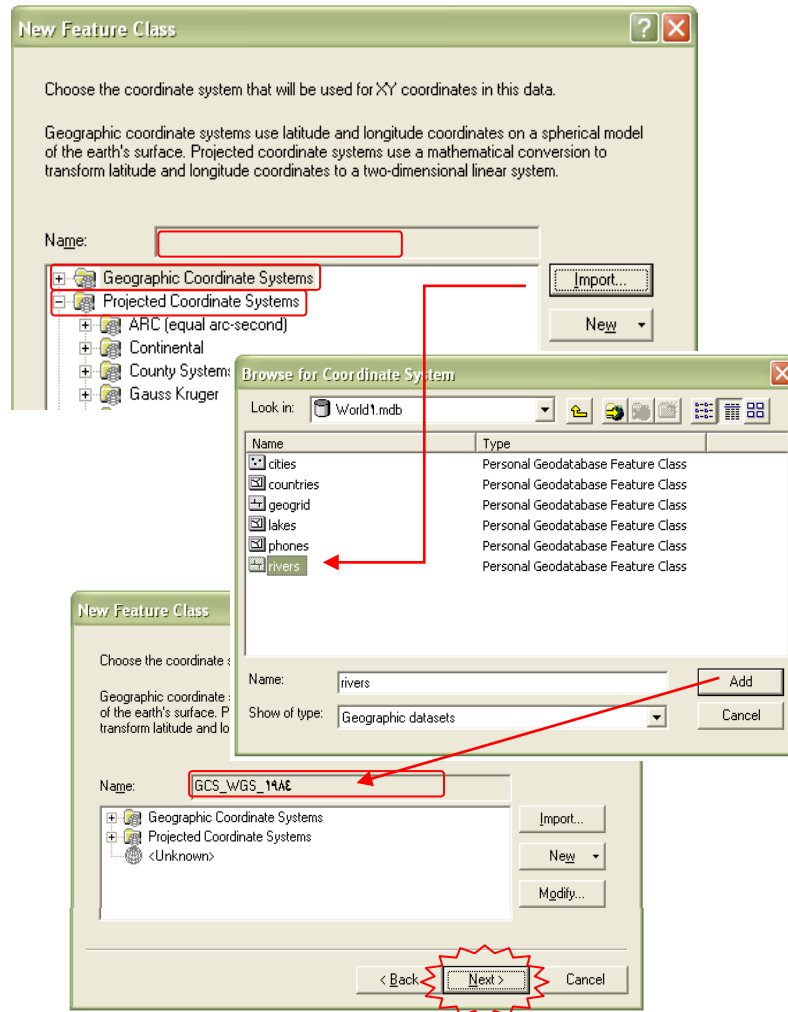 New Feature Class
Choose the coordinate system that will be used for XY coordinates in this data.
Geographic coordinate systems use latitude and longitude coordinates on a spherical model
of the earth's surface. Projected coordinate systems use a mathematical conversion to
transform latitude and longitude coordinates to a two-dimensional linear system.
Name:
Geographic Coordinate Systems
Projected Coordinate Systems
ARC (equal arc-second)
Continental
County Systems
Gauss Kruger
Import...
New
Browse for Coordinate System
Look in: World١.mdb
Name Type
cities Personal Geodatabase Feature Class
countries Personal Geodatabase Feature Class
geogrid Personal Geodatabase Feature Class
lakes Personal Geodatabase Feature Class
phones Personal Geodatabase Feature Class
rivers Personal Geodatabase Feature Class
Name: rivers Add
Show of type: Geographic datasets Cancel
New Feature Class
Choose the coordinate
Geographic coordinate
of the earth's surface. P
transform latitude and lo
Name: GCS_WGS_١٩٨٤
Geographic Coordinate Systems
Projected Coordinate Systems
<Unknown>
Import...
New
Modify...
< Back Next > Cancel